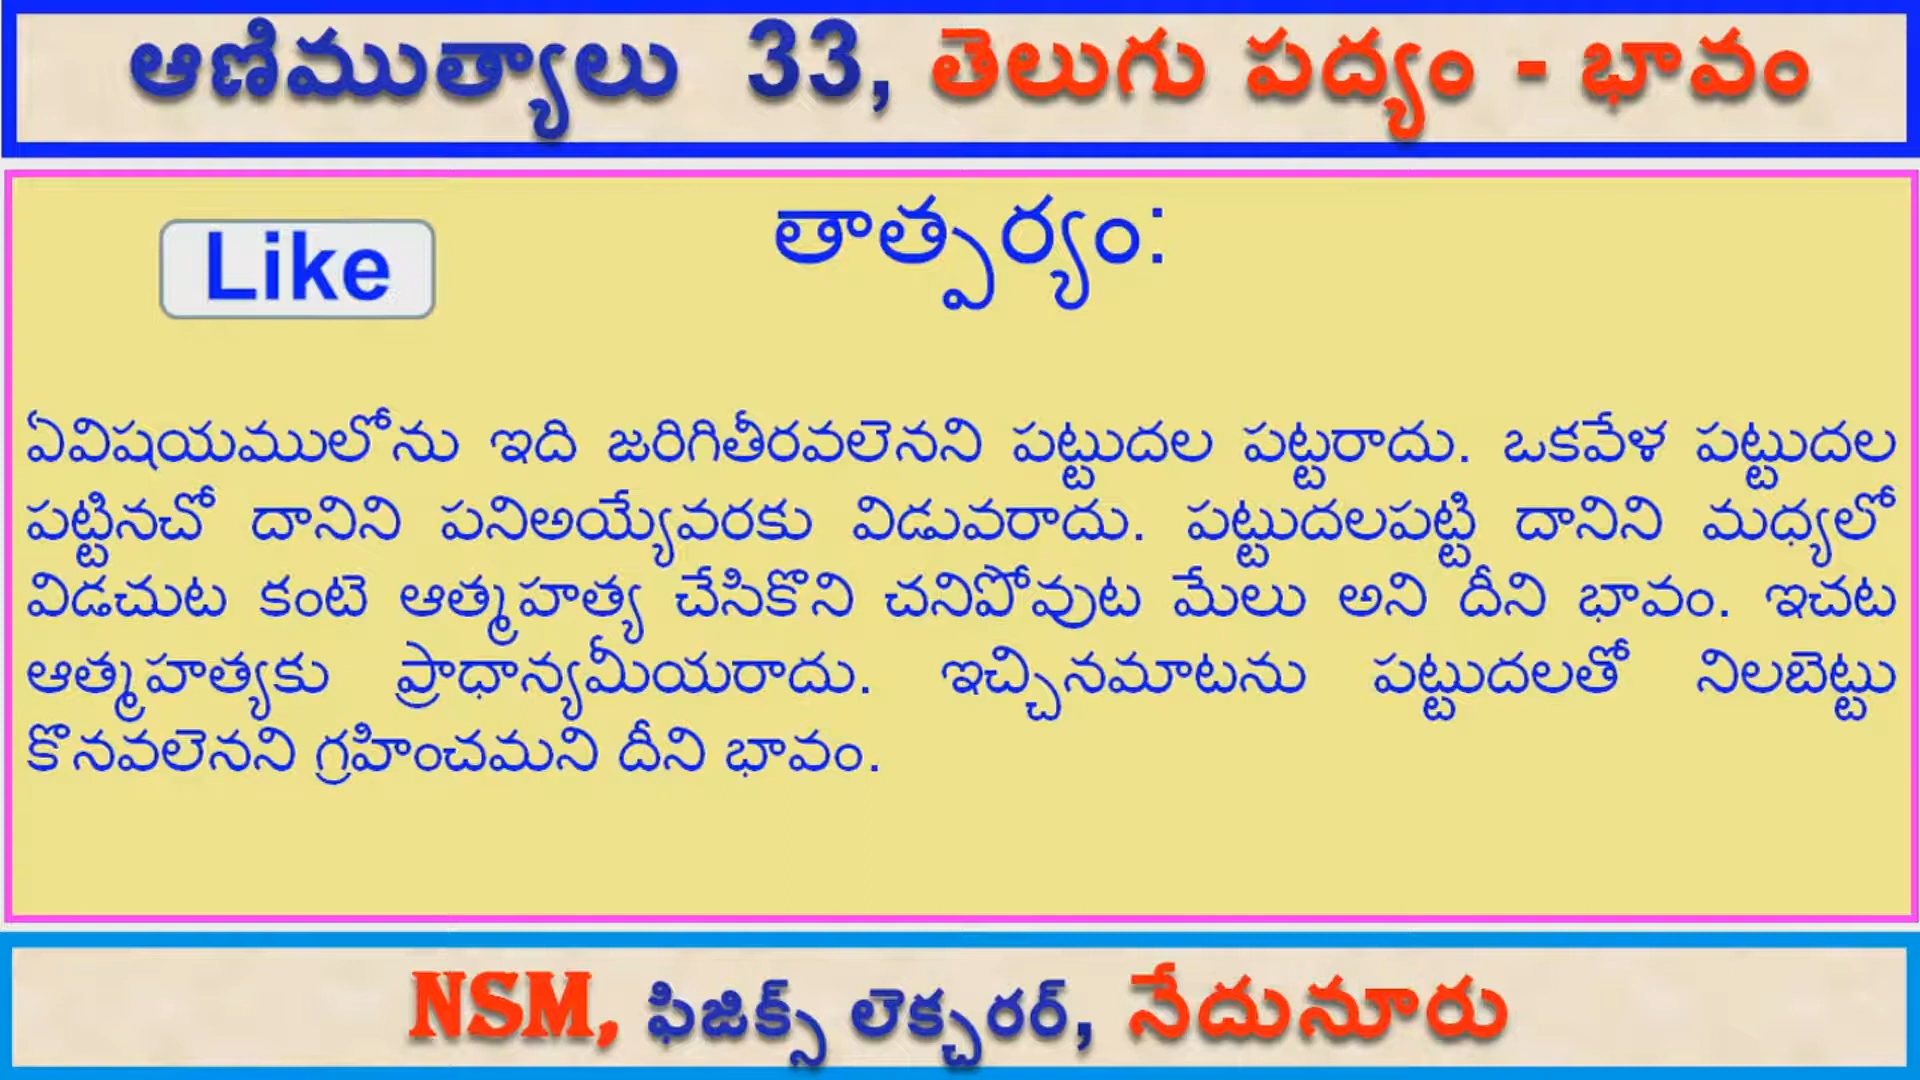 ఆణిముత్యాలు 33, తెలుగు పద్యం - భావం
Like
తాత్పర్యం:
ఏవిషయములోను ఇది జరిగితీరవలెనని పట్టుదల పట్టరాదు. ఒకవేళ పట్టుదల
పట్టినచో దానిని పనిఅయ్యేవరకు విడువరాదు. పట్టుదలపట్టి దానిని మధ్యలో
విడచుట కంటె ఆత్మహత్య చేసికొని చనిపోవుట మేలు అని దీని భావం. ఇచట
ఆత్మహత్యకు ప్రాధాన్యమీయరాదు. ఇచ్చినమాటను పట్టుదలతో నిలబెట్టు
కొనవలెనని గ్రహించమని దీని భావం.
NSM, ఫిజిక్స్ లెక్చరర్, నేదునూరు